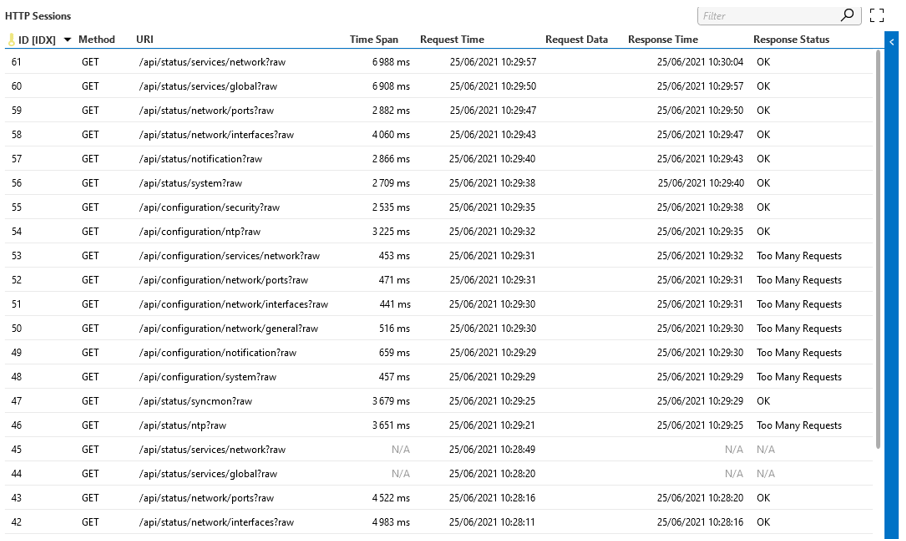 HTTP Sessions
Filter
ID [IDX] Method URI Time Span Request Time Request Data Response Time Response Status
61 GET /api/status/services/network?raw 6 988 ms 25/06/2021 10:29:57 25/06/2021 10:30:04 OK
60 GET /api/status/services/global?raw 6 908 ms 25/06/2021 10:29:50 25/06/2021 10:29:57 OK
59 GET /api/status/network/ports?raw 2 882 ms 25/06/2021 10:29:47 25/06/2021 10:29:50 OK
58 GET /api/status/network/interfaces?raw 4 060 ms 25/06/2021 10:29:43 25/06/2021 10:29:47 OK
57 GET /api/status/notification?raw 2 866 ms 25/06/2021 10:29:40 25/06/2021 10:29:43 OK
56 GET /api/status/system?raw 2 709 ms 25/06/2021 10:29:38 25/06/2021 10:29:40 OK
55 GET /api/configuration/security?raw 2 535 ms 25/06/2021 10:29:35 25/06/2021 10:29:38 OK
54 GET /api/configuration/ntp?raw 3 225 ms 25/06/2021 10:29:32 25/06/2021 10:29:35 OK
53 GET /api/configuration/services/network?raw 453 ms 25/06/2021 10:29:31 25/06/2021 10:29:32 Too Many Requests
52 GET /api/configuration/network/ports?raw 471 ms 25/06/2021 10:29:31 25/06/2021 10:29:31 Too Many Requests
51 GET /api/configuration/network/interfaces?raw 441 ms 25/06/2021 10:29:30 25/06/2021 10:29:31 Too Many Requests
50 GET /api/configuration/network/general?raw 516 ms 25/06/2021 10:29:30 25/06/2021 10:29:30 Too Many Requests
49 GET /api/configuration/notification?raw 659 ms 25/06/2021 10:29:29 25/06/2021 10:29:30 Too Many Requests
48 GET /api/configuration/system?raw 457 ms 25/06/2021 10:29:29 25/06/2021 10:29:29 Too Many Requests
47 GET /api/status/syncmon?raw 3 679 ms 25/06/2021 10:29:25 25/06/2021 10:29:29 OK
46 GET /api/status/ntp?raw 3 651 ms 25/06/2021 10:29:21 25/06/2021 10:29:25 Too Many Requests
45 GET /api/status/services/network?raw N/A 25/06/2021 10:28:49 N/A N/A
44 GET /api/status/services/global?raw N/A 25/06/2021 10:28:20 N/A N/A
43 GET /api/status/network/ports?raw 4 522 ms 25/06/2021 10:28:16 25/06/2021 10:28:20 OK
42 GET /api/status/network/interfaces?raw 4 983 ms 25/06/2021 10:28:11 25/06/2021 10:28:16 OK